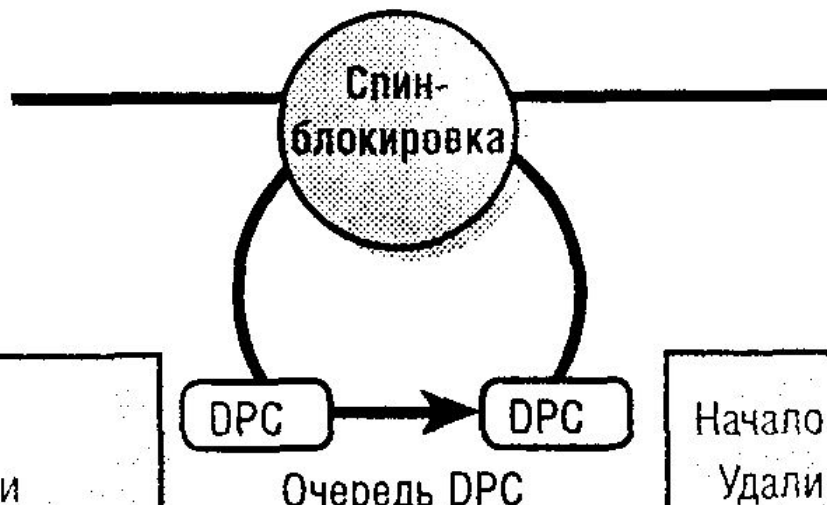 Спин-
блокировка
DPC
DPC
Начало
Удали
и
Очередь DPC